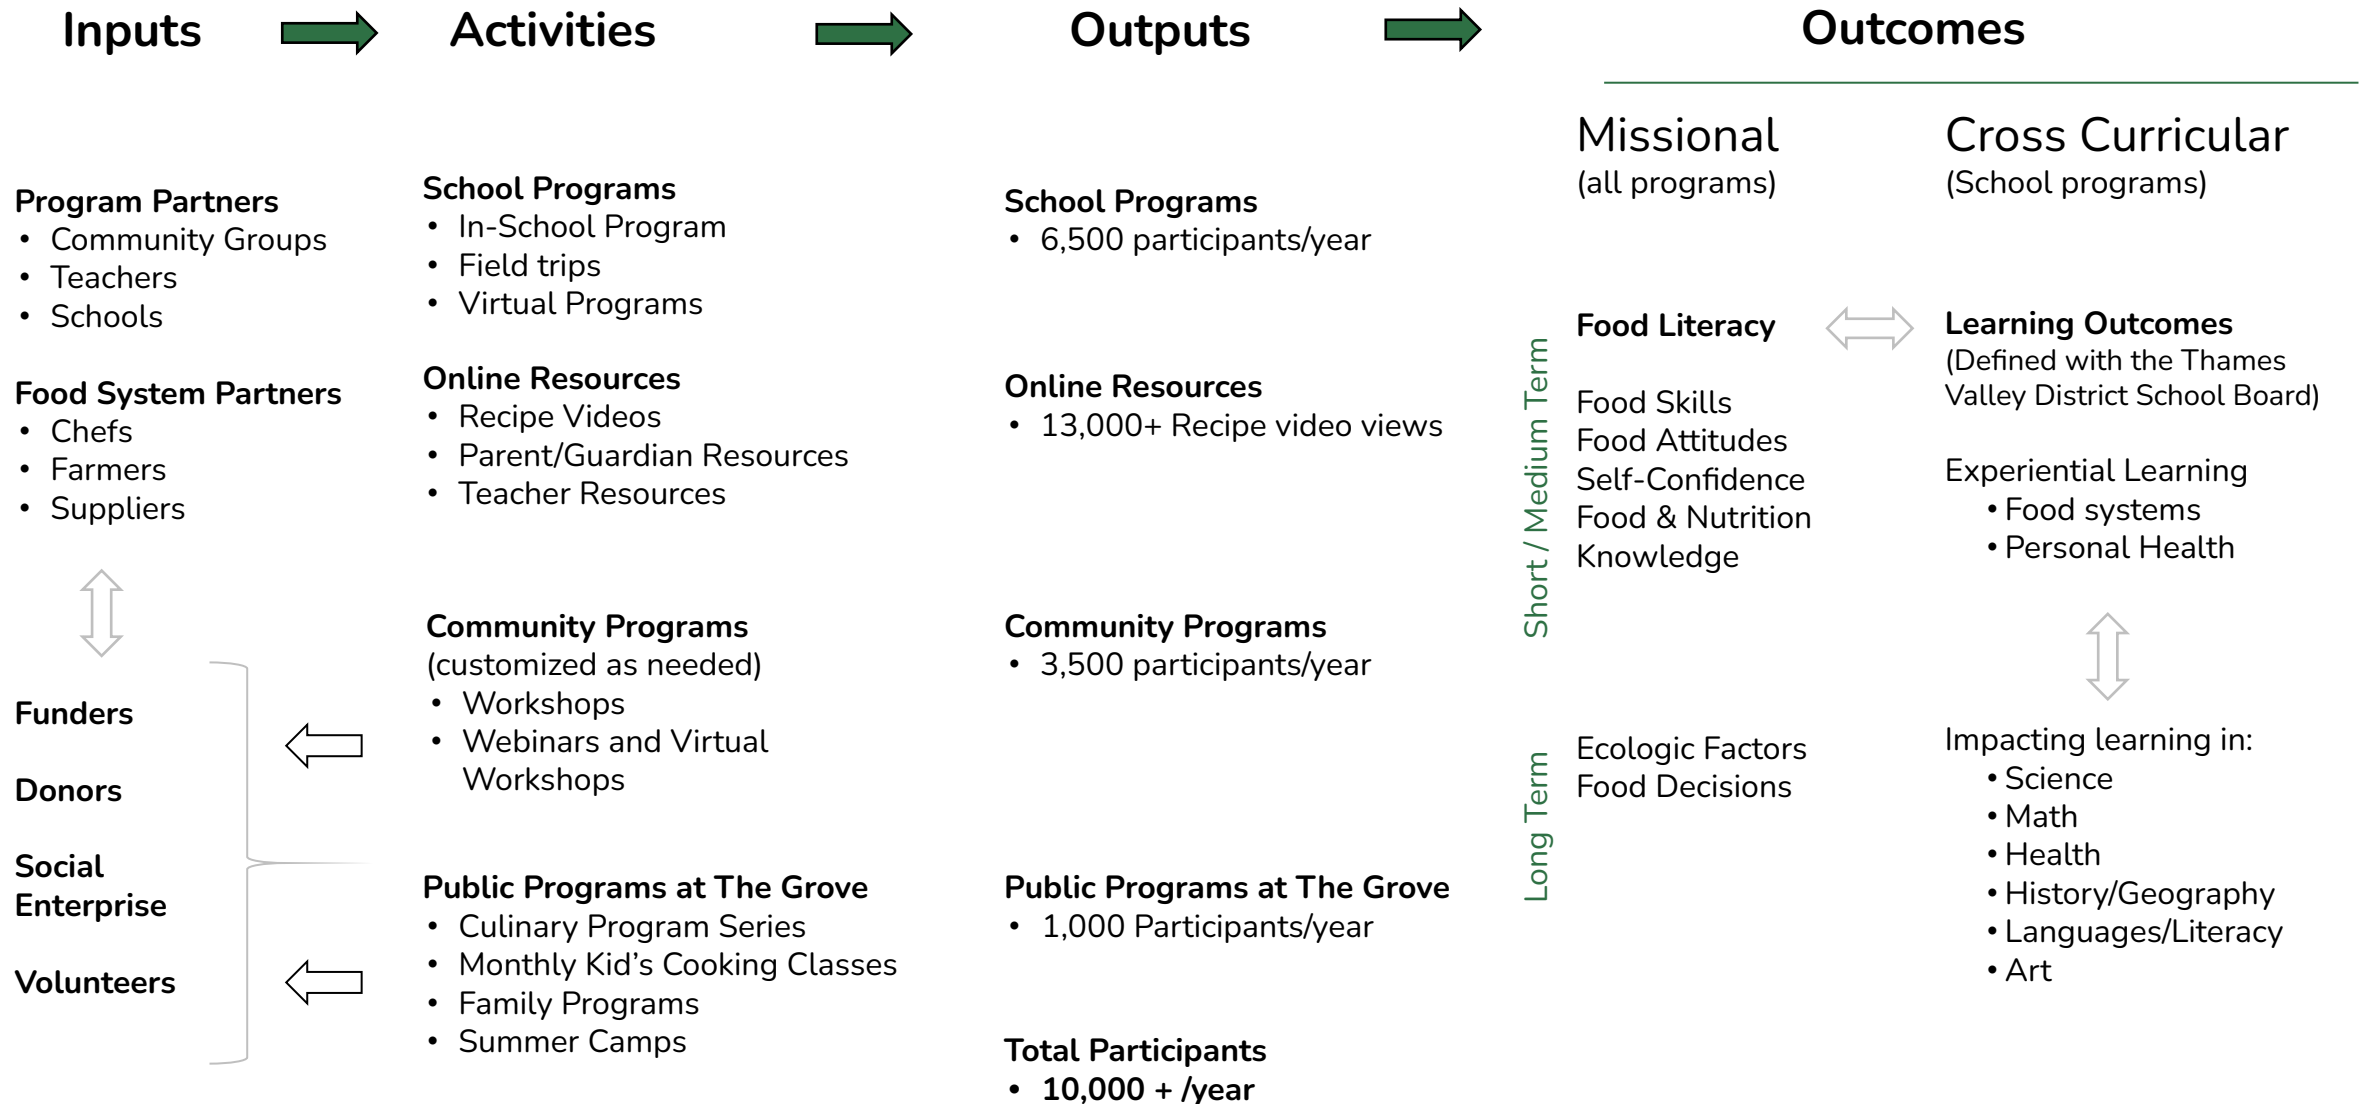 Inputs
Activities
Outputs
Outcomes
Program Partners
• Community Groups
• Teachers
• Schools
Food System Partners
• Chefs
• Farmers
• Suppliers
Funders
Donors
Social
Enterprise
Volunteers
School Programs
• In-School Program
• Field trips
• Virtual Programs
Online Resources
• Recipe Videos
• Parent/Guardian Resources
• Teacher Resources
Community Programs
(customized as needed)
• Workshops
• Webinars and Virtual
Workshops
Public Programs at The Grove
• Culinary Program Series
• Monthly Kid’s Cooking Classes
• Family Programs
• Summer Camps
School Programs
• 6,500 participants/year
Online Resources
• 13,000+ Recipe video views
Community Programs
• 3,500 participants/year
Public Programs at The Grove
• 1,000 Participants/year
Total Participants
• 10,000 + /year
Short / Medium Term
Long Term
Missional
(all programs)
Food Literacy
Food Skills
Food Attitudes
Self-Confidence
Food & Nutrition
Knowledge
Ecologic Factors
Food Decisions
Cross Curricular
(School programs)
Learning Outcomes
(Defined with the Thames
Valley District School Board)
Experiential Learning
• Food systems
• Personal Health
Impacting learning in:
• Science
• Math
• Health
• History/Geography
• Languages/Literacy
• Art